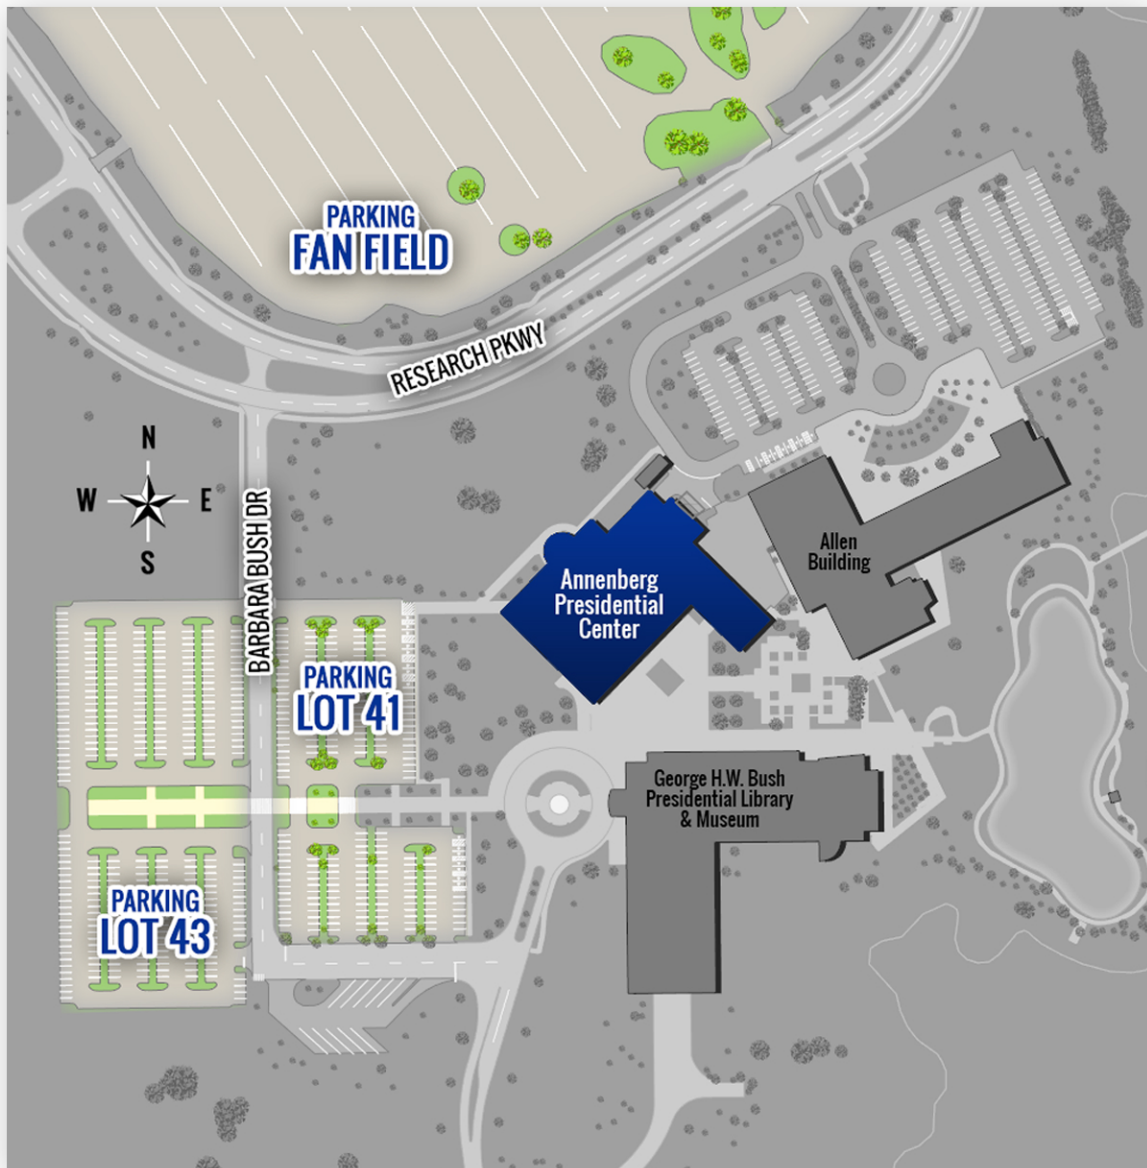 PARKING
FAN FIELD
RESEARCH PKWY
N
W E
S
BARBARA BUSH DR
Allen
Building
Annenberg
Presidential
Center
PARKING
LOT 41
George H.W. Bush
Presidential Library
& Museum
PARKING
LOT 43